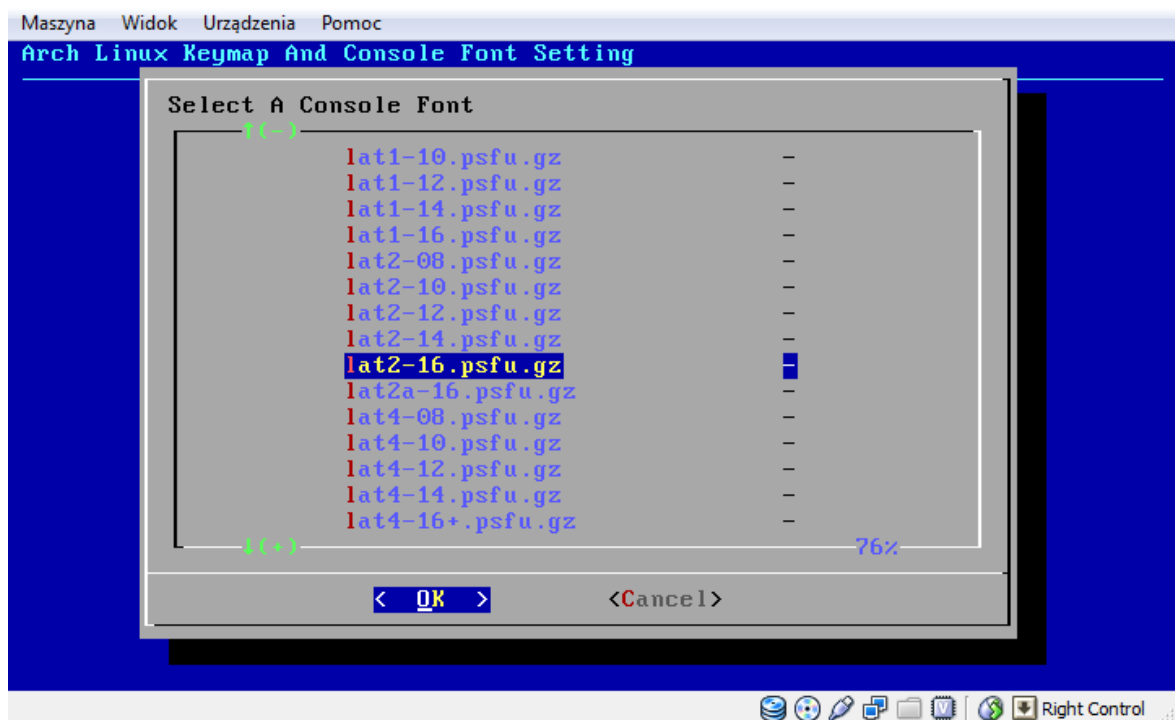 Maszyna Widok Urządzenia Pomoc
Arch Linux Keymap And Console Font Setting
Select A Console Font
↑(-)
lat1-10.psfu.gz -
lat1-12.psfu.gz -
lat1-14.psfu.gz -
lat1-16.psfu.gz -
lat2-08.psfu.gz -
lat2-10.psfu.gz -
lat2-12.psfu.gz -
lat2-14.psfu.gz -
lat2-16.psfu.gz -
lat2a-16.psfu.gz -
lat4-08.psfu.gz -
lat4-10.psfu.gz -
lat4-12.psfu.gz -
lat4-14.psfu.gz -
lat4-16+.psfu.gz -
↓(+) 76%
< OK > <Cancel>
Right Control